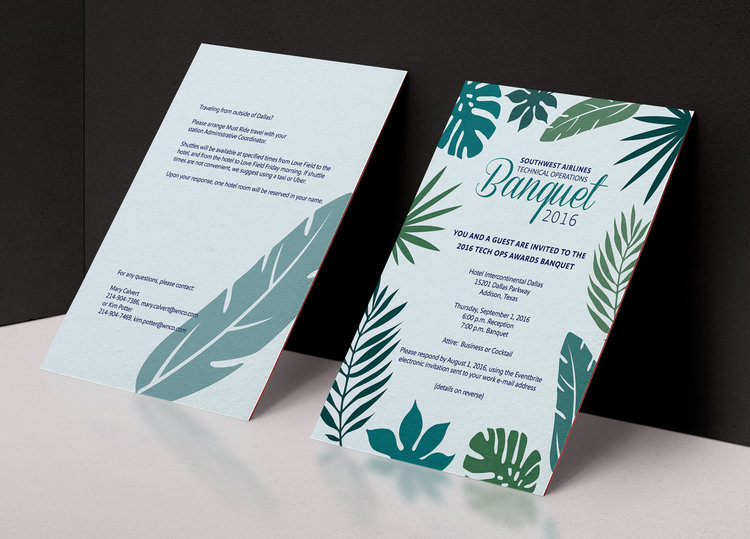 Traveling from outside of Dallas?
Please arrange Must Ride travel with your
station Administrative Coordinator.
Shuttles will be available at specified times from Love Field to the
hotel, and from the hotel to Love Field Friday morning. If shuttle
times are not convenient, we suggest using a taxi or Uber.
Upon your response, one hotel room will be reserved in your name.
For any questions, please contact:
Mary Calvert
214-904-7386, mary.calvert@wnco.com
or Kim Potter
214-904-7469, kim.potter@wnco.com
SOUTHWEST AIRLINES
TECHNICAL OPERATIONS
Banquet
2016
YOU AND A GUEST ARE INVITED TO THE
2016 TECH OPS AWARDS BANQUET
Hotel Intercontinental Dallas
15201 Dallas Parkway
Addison, Texas
Thursday, September 1, 2016
6:00 p.m. Reception
7:00 p.m. Banquet
Attire: Business or Cocktail
Please respond by August 1, 2016, using the Eventbrite
electronic invitation sent to your work e-mail address
(details on reverse)